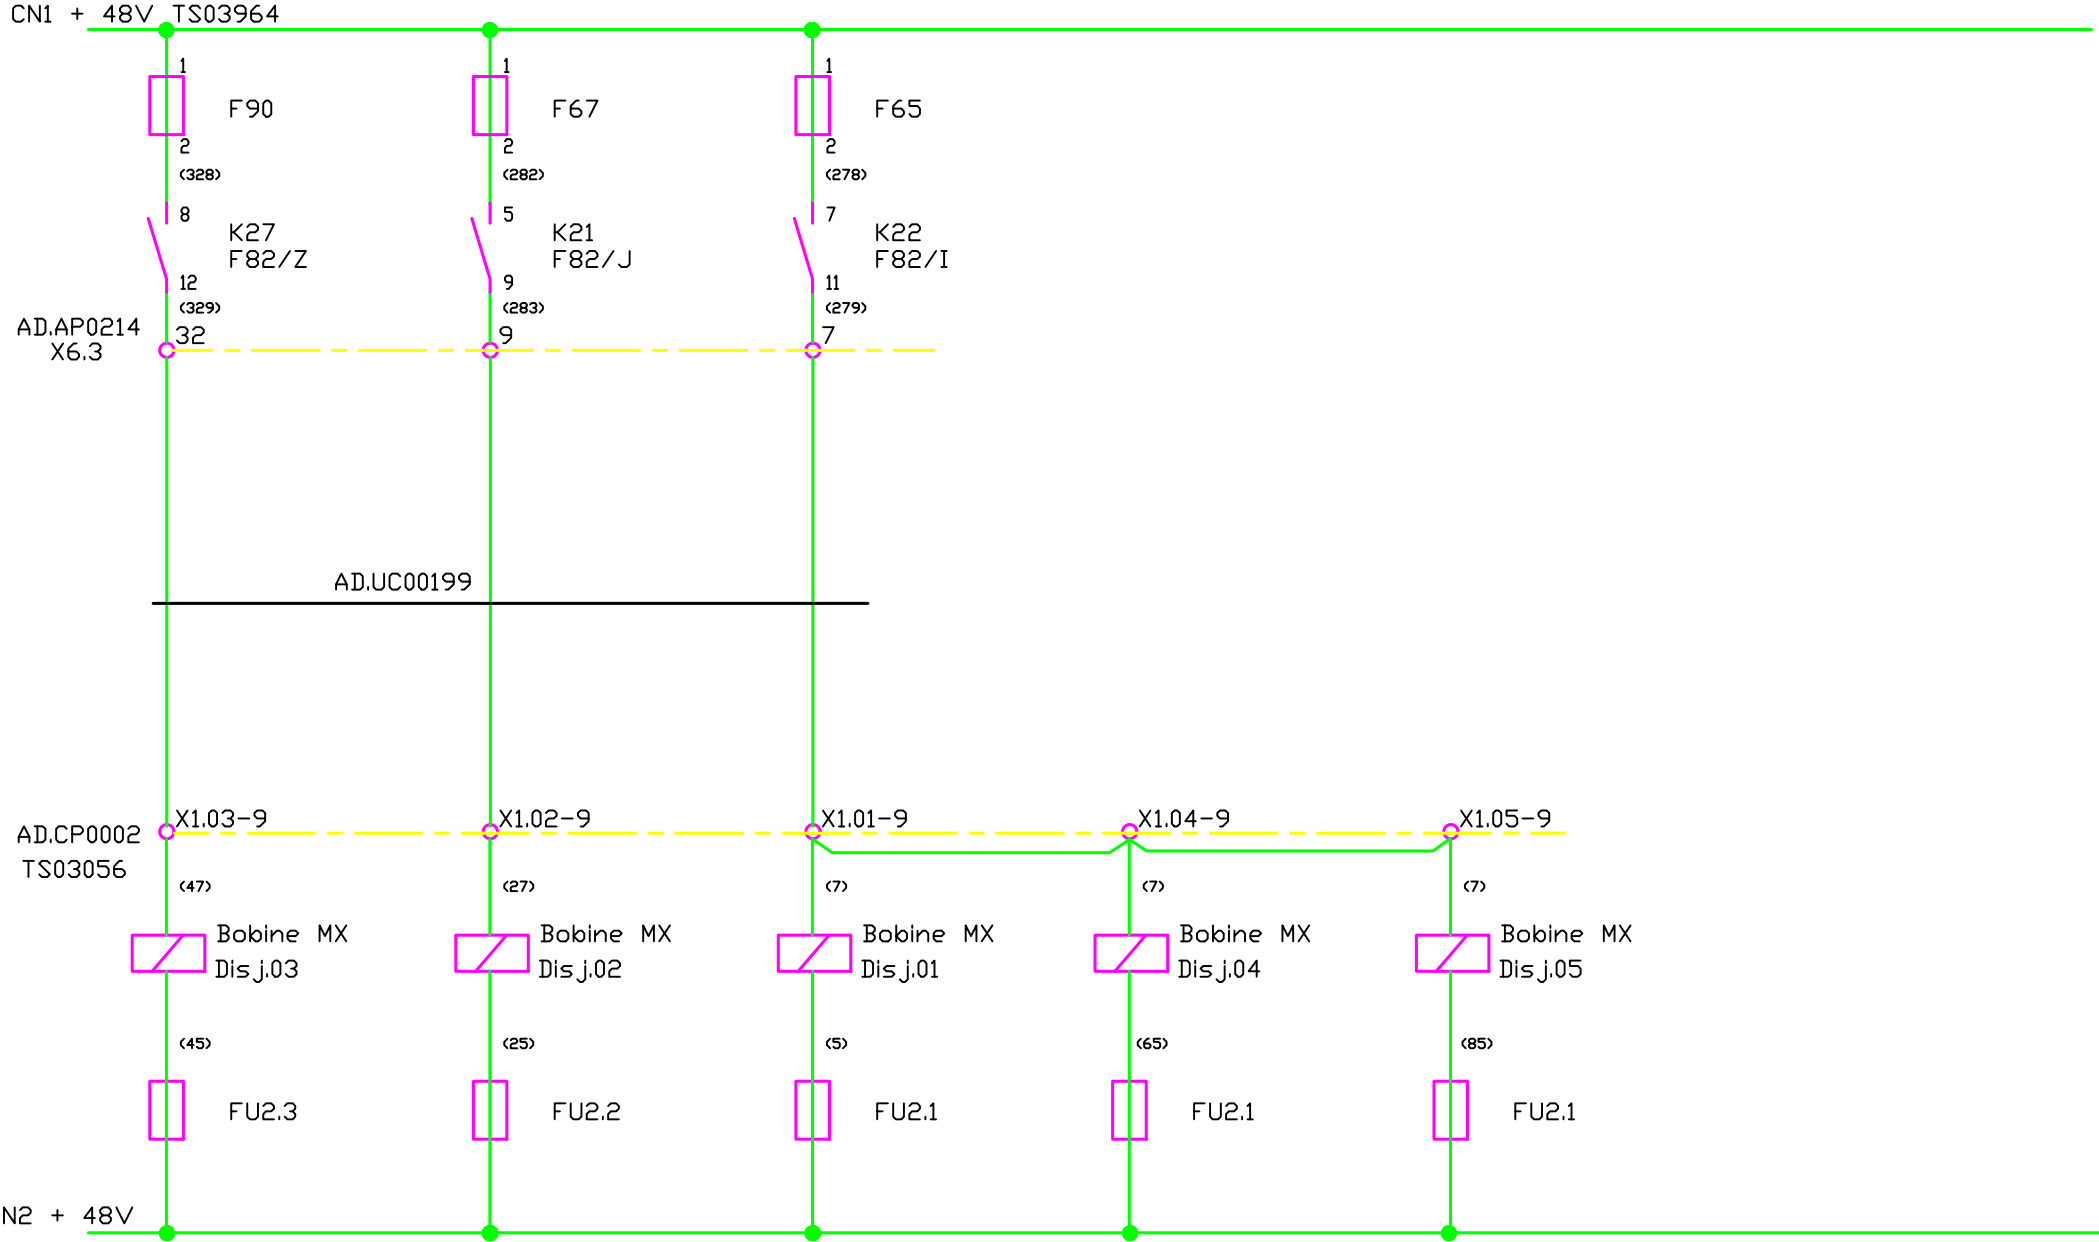 CN1 + 48V TS03964
1 1 1
F90 F67 F65
2 2 2
(328) (282) (278)
8 5 7
K27 K21 K22
F82/Z F82/J F82/I
12 9 11
(329) (283) (279)
AD.AP0214 32 9 7
X6.3
AD.UC00199
X1.03-9 X1.02-9 X1.01-9 X1.04-9 X1.05-9
AD.CP0002
TS03056
(47) (27) (7) (7) (7)
Bobine MX Bobine MX Bobine MX Bobine MX Bobine MX
Disj.03 Disj.02 Disj.01 Disj.04 Disj.05
(45) (25) (5) (65) (85)
FU2.3 FU2.2 FU2.1 FU2.1 FU2.1
N2 + 48V